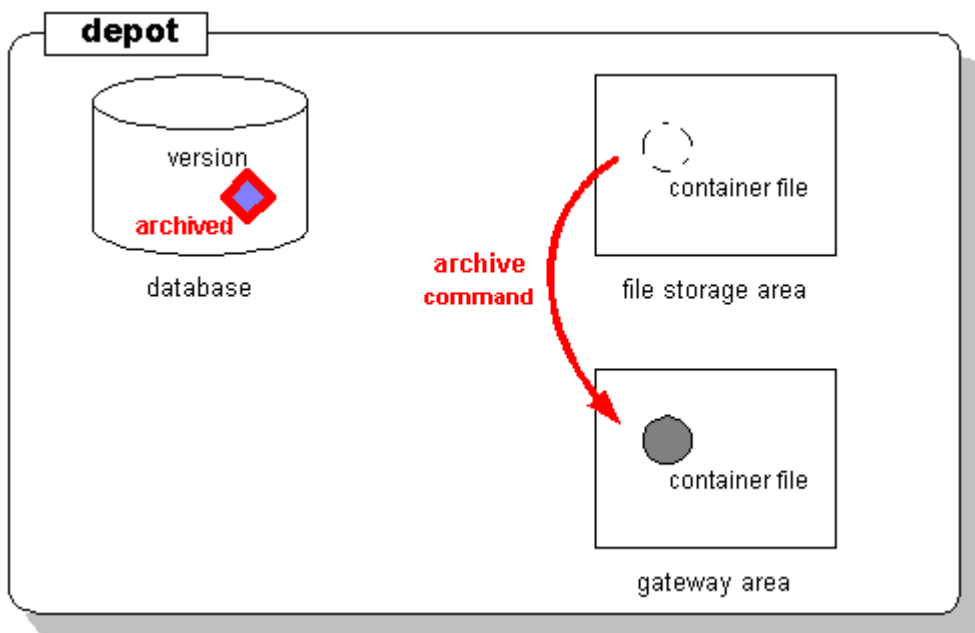 depot
version
archived
database
container file
file storage area
archive
command
container file
gateway area